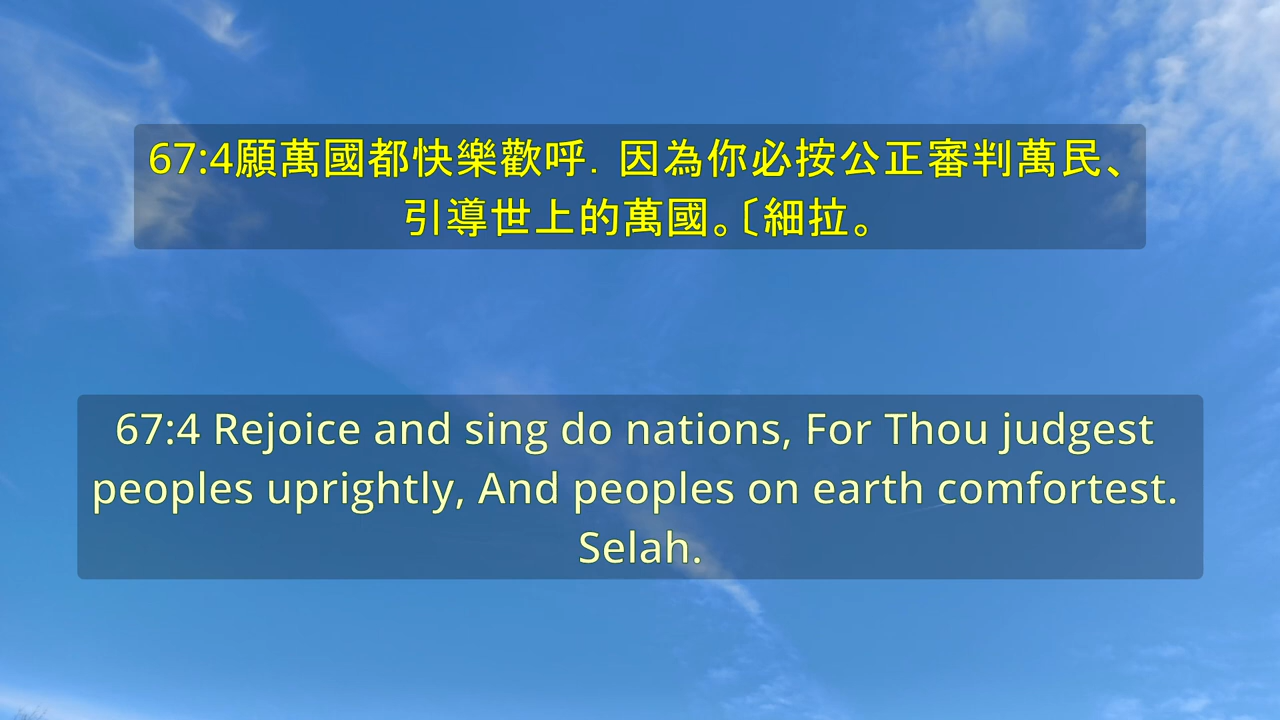 67:4願萬國都快樂歡呼．因為你必按公正審判萬民、
引導世上的萬國。〔細拉。
67:4 Rejoice and sing do nations, For Thou judgest
peoples uprightly, And peoples on earth comfortest.
Selah.